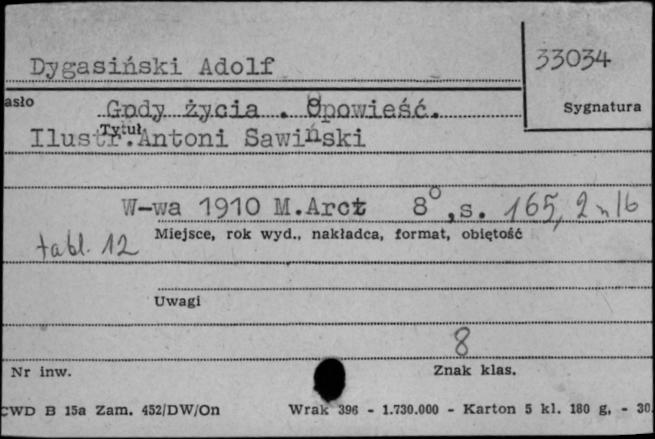 Dygasiński Adolf
33034
asło
Gody życia . Opowieść.
Sygnatura
Tytuł
Ilustr. Antoni Sawiński
W-wa 1910 M.Arct 8°,s. 165, 2 n/6
Miejsce, rok wyd., nakładca, format, objętość
tabl. 12
Uwagi
8
Nr inw.
Znak klas.
CWD B 15a Zam. 452/DW/On Wrak 396 - 1.730.000 - Karton 5 kl. 180 g. - 30.